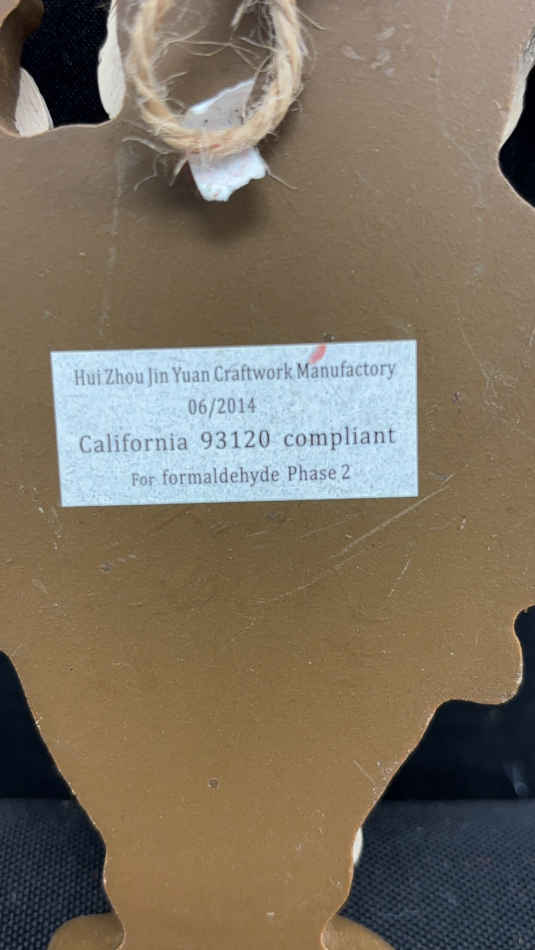 Hui Zhou Jin Yuan Craftwork Manufactory
06/2014
California 93120 compliant
For formaldehyde Phase 2